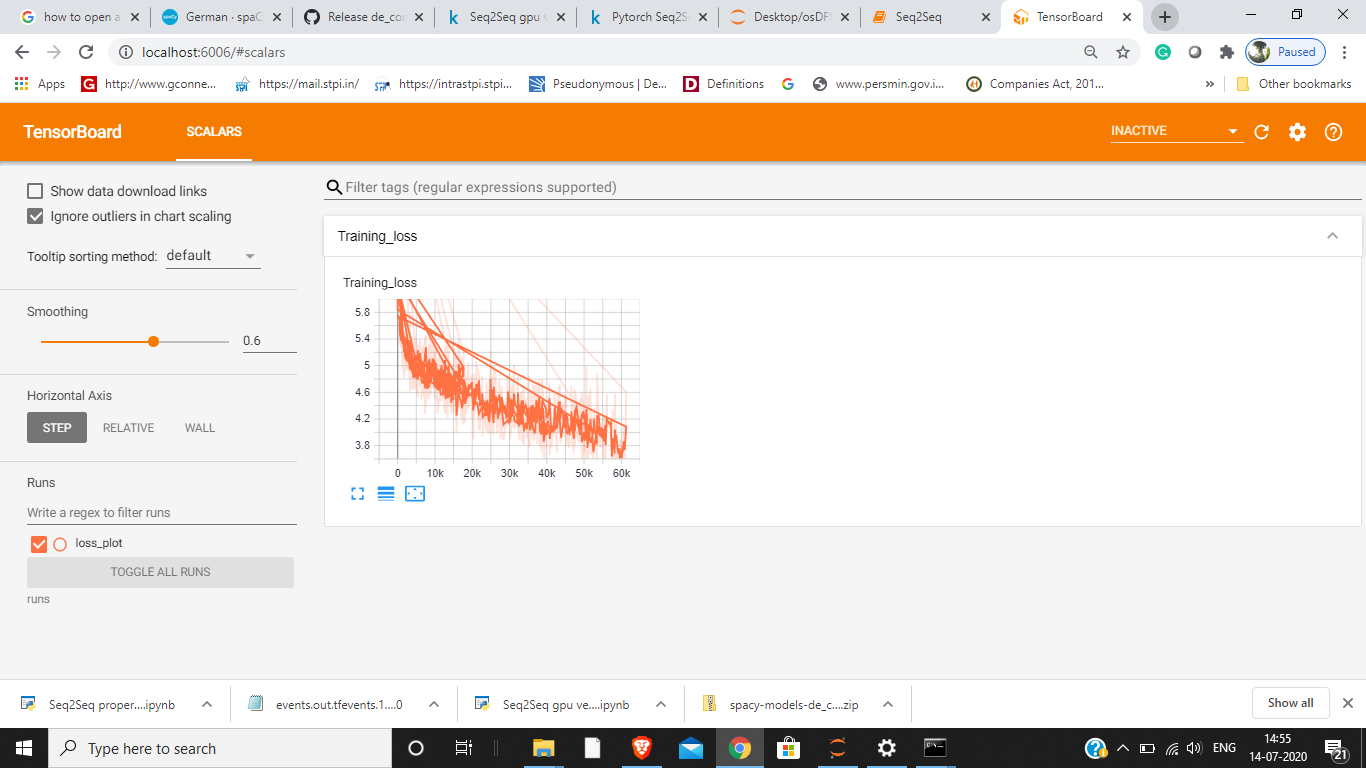 how to open a
German · spaC
Release de_cor
Seq2Seq gpu v
Pytorch Seq2S
Desktop/osDFS
Seq2Seq
TensorBoard
localhost:6006/#scalars
Paused
Apps
http://www.gconne...
https://mail.stpi.in/
https://intrastpi.stpi...
Pseudonymous | De...
Definitions
www.persmin.gov.i...
Companies Act, 201...
Other bookmarks
TensorBoard
SCALARS
INACTIVE
Show data download links
Ignore outliers in chart scaling
Tooltip sorting method: default
Smoothing
0.6
Horizontal Axis
STEP RELATIVE WALL
Runs
Write a regex to filter runs
loss_plot
TOGGLE ALL RUNS
runs
Filter tags (regular expressions supported)
Training_loss
Training_loss
5.8
5.4
5
4.6
4.2
3.8
0 10k 20k 30k 40k 50k 60k
Seq2Seq proper....ipynb
events.out.tfevents.1....0
Seq2Seq gpu ve....ipynb
spacy-models-de_c....zip
Show all
Type here to search
ENG
14:55
14-07-2020
21